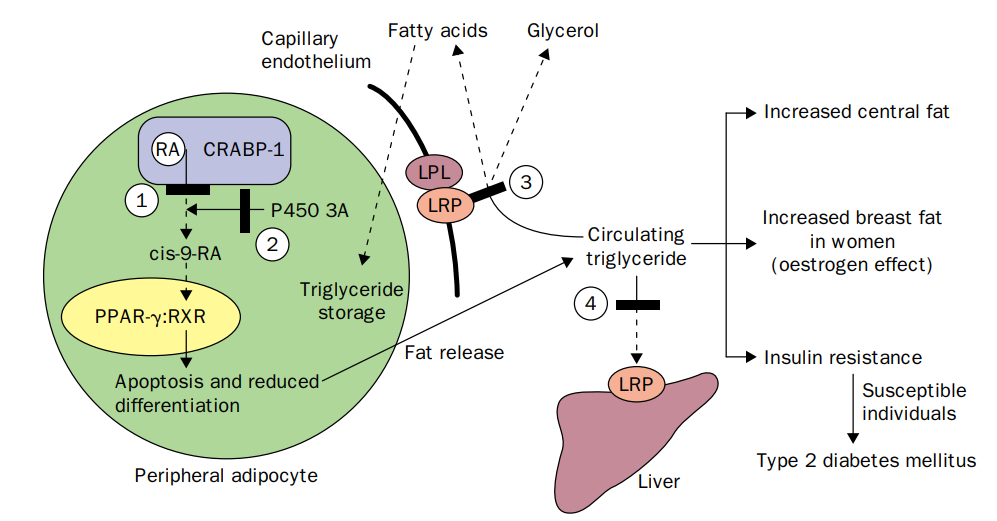 Capillary
endothelium
Fatty acids
Glycerol
RA
CRABP-1
1
P450 3A
2
cis-9-RA
PPAR-γ:RXR
Apoptosis and reduced
differentiation
Peripheral adipocyte
Triglyceride
storage
Fat release
LPL
LRP
3
Circulating
triglyceride
4
LRP
Liver
Increased central fat
Increased breast fat
in women
(oestrogen effect)
Insulin resistance
Susceptible
individuals
Type 2 diabetes mellitus